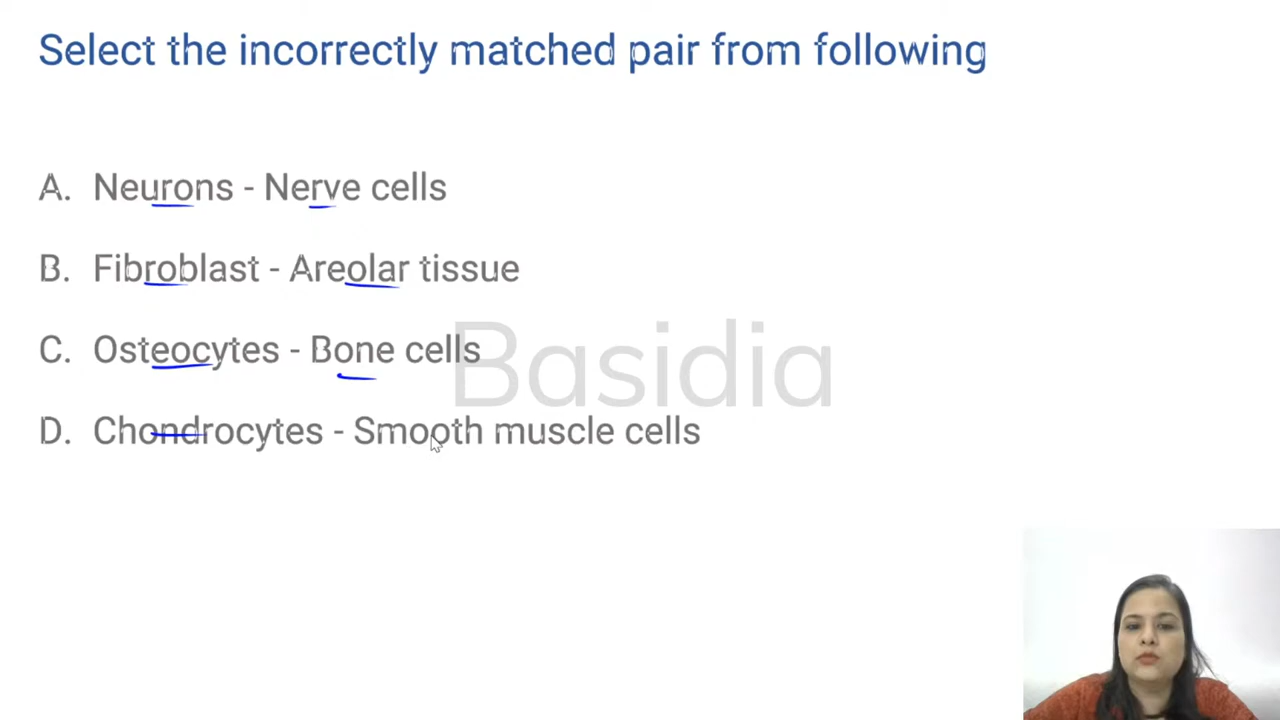 Select the incorrectly matched pair from following
A. Neurons - Nerve cells
B. Fibroblast - Areolar tissue
C. Osteocytes - Bone cells
D. Chondrocytes - Smooth muscle cells
Basidia